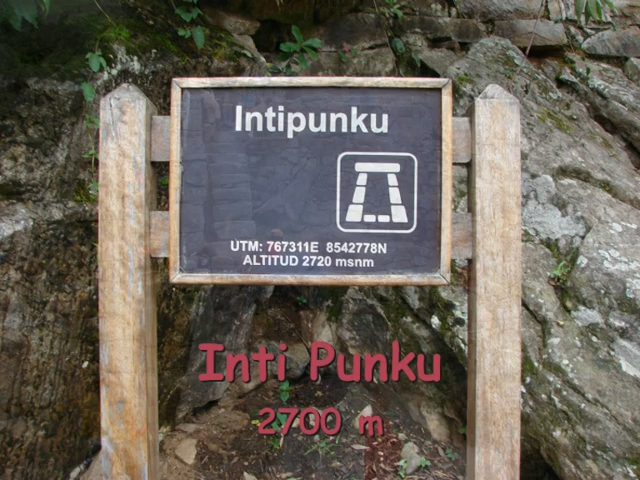 Intipunku
UTM: 767311E 8542778N
ALTITUD 2720 msnm
Inti Punku
2700 m